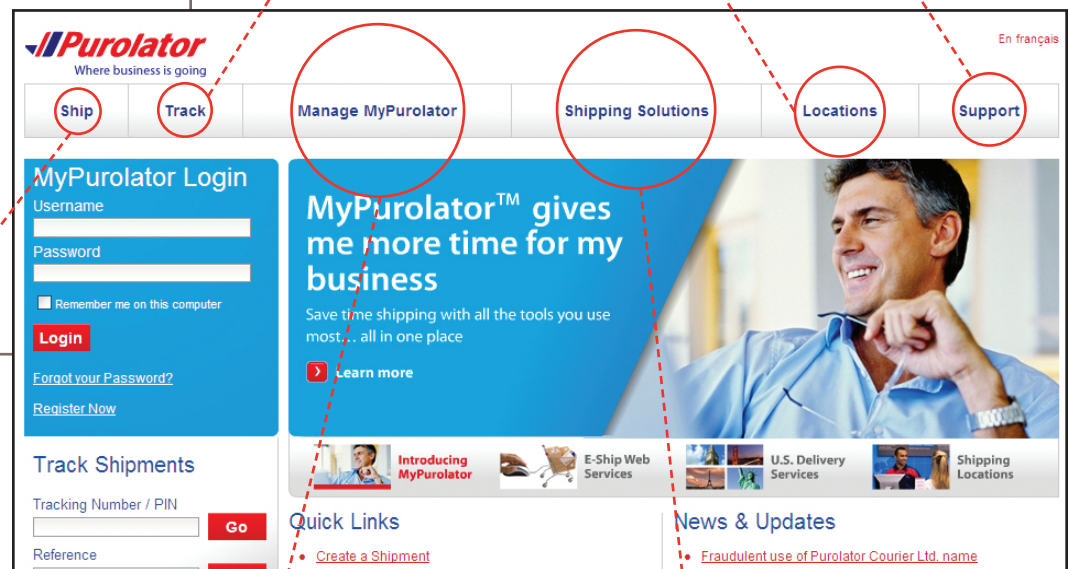 Purolator
Where business is going
En français
Ship
Track
Manage MyPurolator
Shipping Solutions
Locations
Support
MyPurolator Login
Username
Password
Remember me on this computer
Login
Forgot your Password?
Register Now
MyPurolator™ gives
me more time for my
business
Save time shipping with all the tools you use
most… all in one place
Learn more
Introducing
MyPurolator
E-Ship Web
Services
U.S. Delivery
Services
Shipping
Locations
Track Shipments
Tracking Number / PIN
Go
Reference
Quick Links
Create a Shipment
News & Updates
Fraudulent use of Purolator Courier Ltd. name